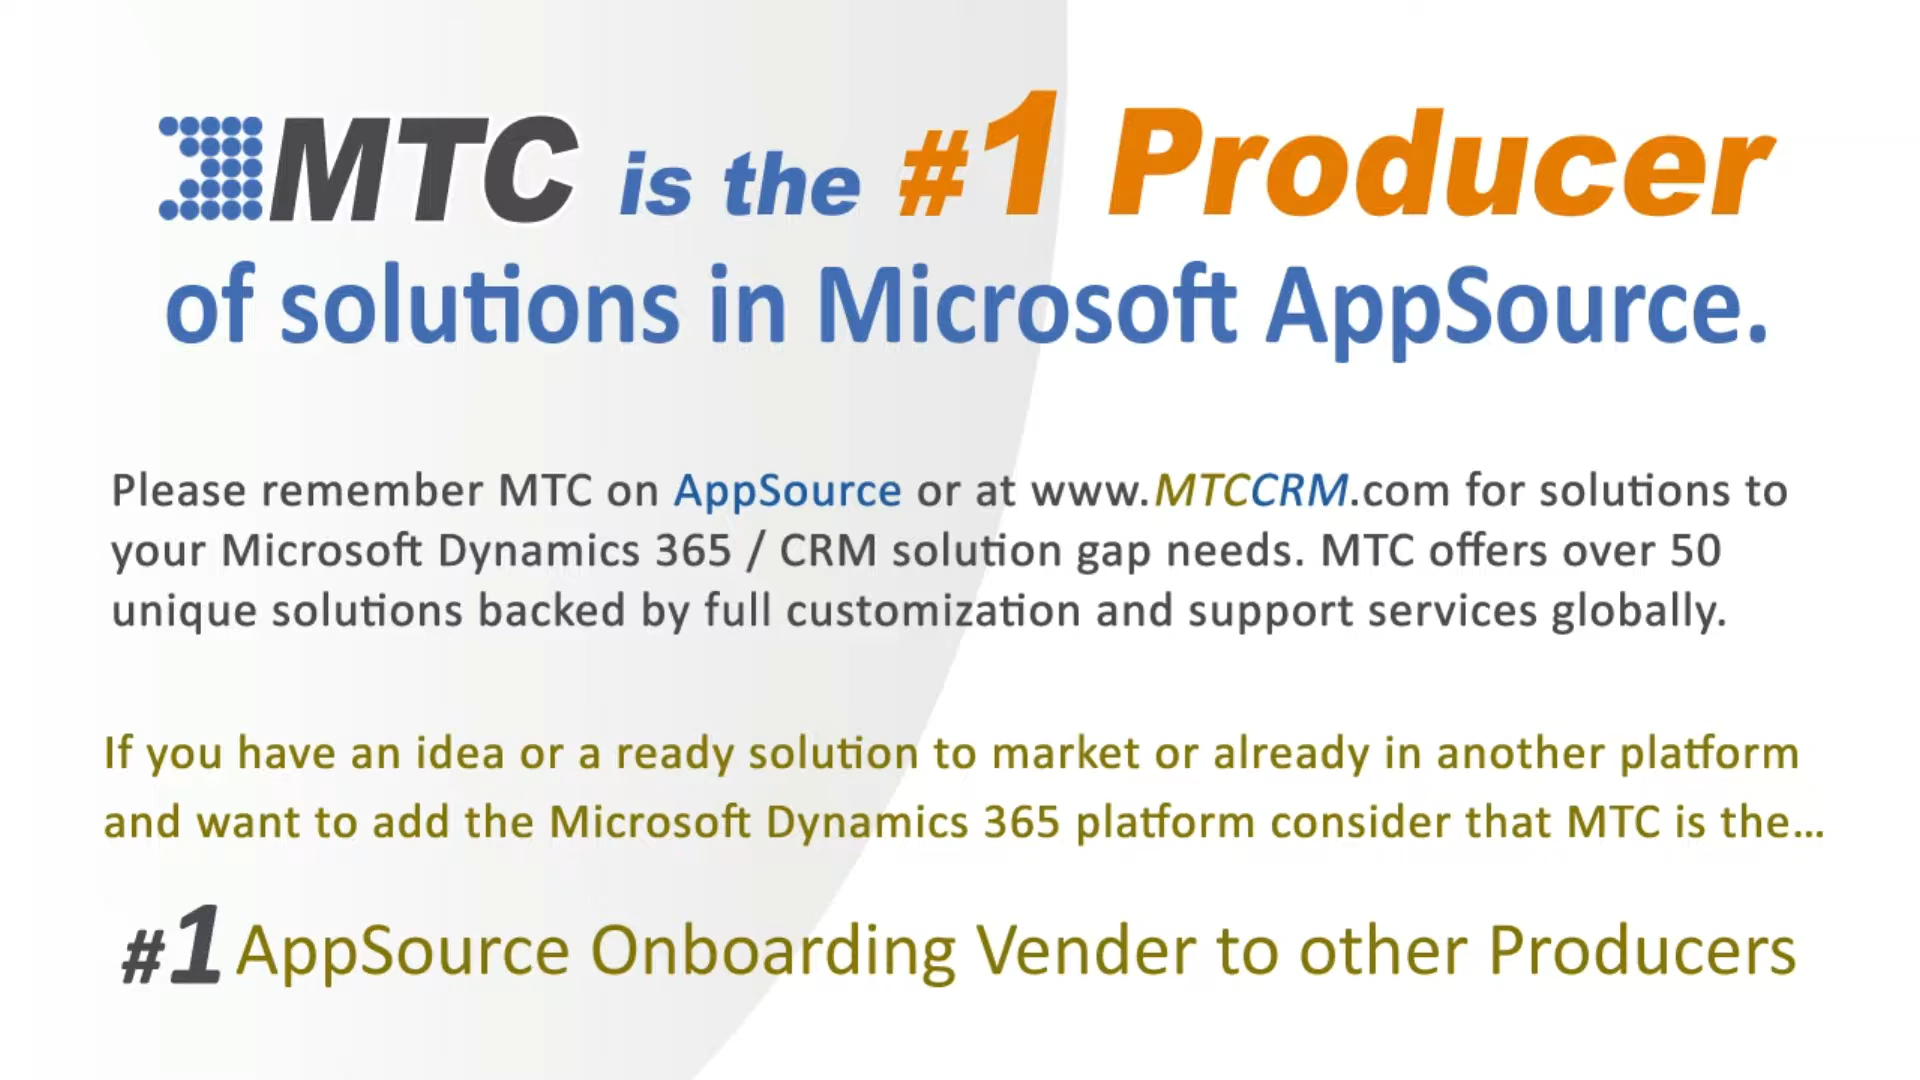 MTC is the #1 Producer
of solutions in Microsoft AppSource.
Please remember MTC on AppSource or at www.MTCCRM.com for solutions to
your Microsoft Dynamics 365 / CRM solution gap needs. MTC offers over 50
unique solutions backed by full customization and support services globally.
If you have an idea or a ready solution to market or already in another platform
and want to add the Microsoft Dynamics 365 platform consider that MTC is the...
#1 AppSource Onboarding Vender to other Producers